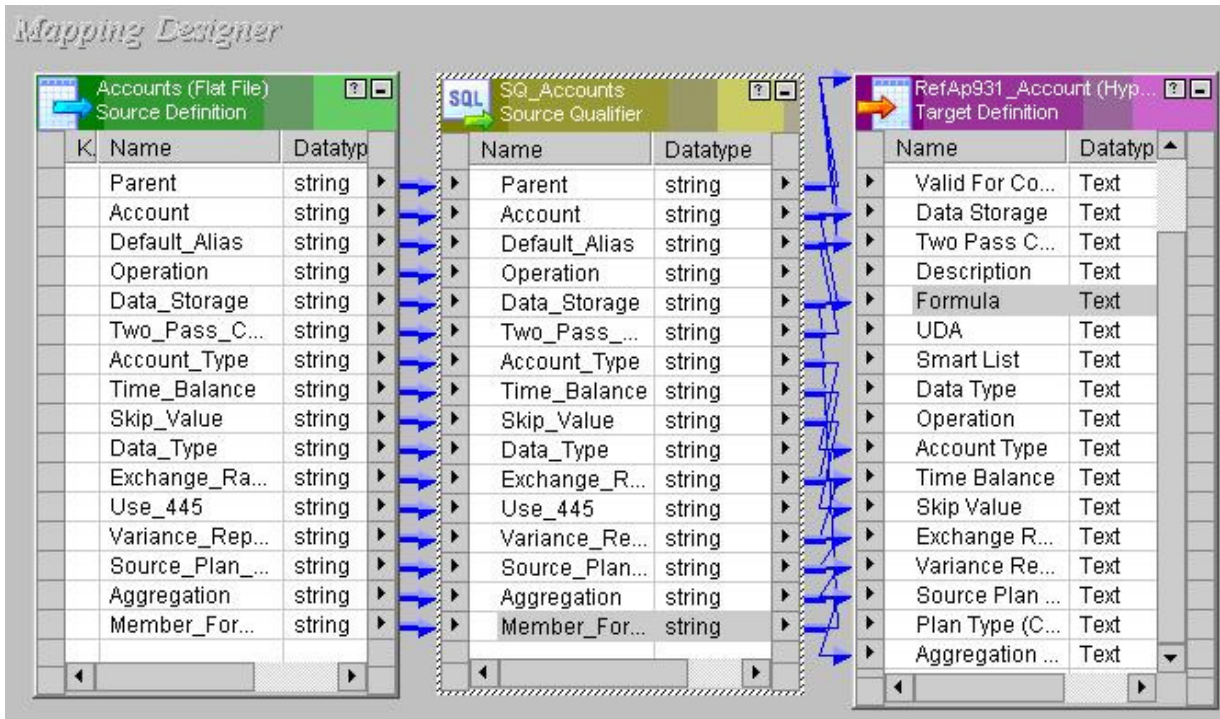 Mapping Designer
Accounts (Flat File)
Source Definition
K. Name Datatyp
Parent string
Account string
Default_Alias string
Operation string
Data_Storage string
Two_Pass_C... string
Account_Type string
Time_Balance string
Skip_Value string
Data_Type string
Exchange_Ra... string
Use_445 string
Variance_Rep... string
Source_Plan_... string
Aggregation string
Member_For... string
SQL
SQ_Accounts
Source Qualifier
Name Datatype
Parent string
Account string
Default_Alias string
Operation string
Data_Storage string
Two_Pass_... string
Account_Type string
Time_Balance string
Skip_Value string
Data_Type string
Exchange_R... string
Use_445 string
Variance_Re... string
Source_Plan... string
Aggregation string
Member_For... string
RefAp931_Account (Hyp...
Target Definition
Name Datatyp
Valid For Co... Text
Data Storage Text
Two Pass C... Text
Description Text
Formula Text
UDA Text
Smart List Text
Data Type Text
Operation Text
Account Type Text
Time Balance Text
Skip Value Text
Exchange R... Text
Variance Re... Text
Source Plan ... Text
Plan Type (C... Text
Aggregation ... Text